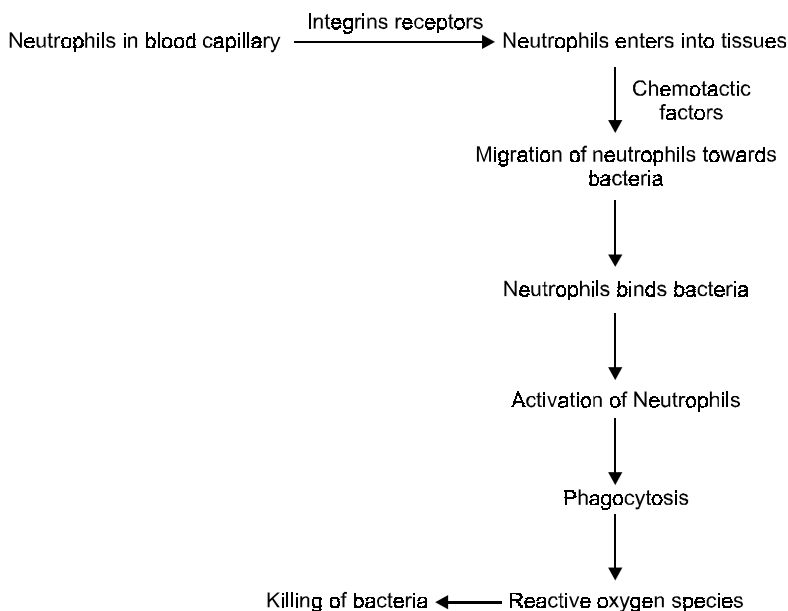 Integrins receptors
Neutrophils in blood capillary
Neutrophils enters into tissues
Chemotactic
factors
Migration of neutrophils towards
bacteria
Neutrophils binds bacteria
Activation of Neutrophils
Phagocytosis
Reactive oxygen species
Killing of bacteria